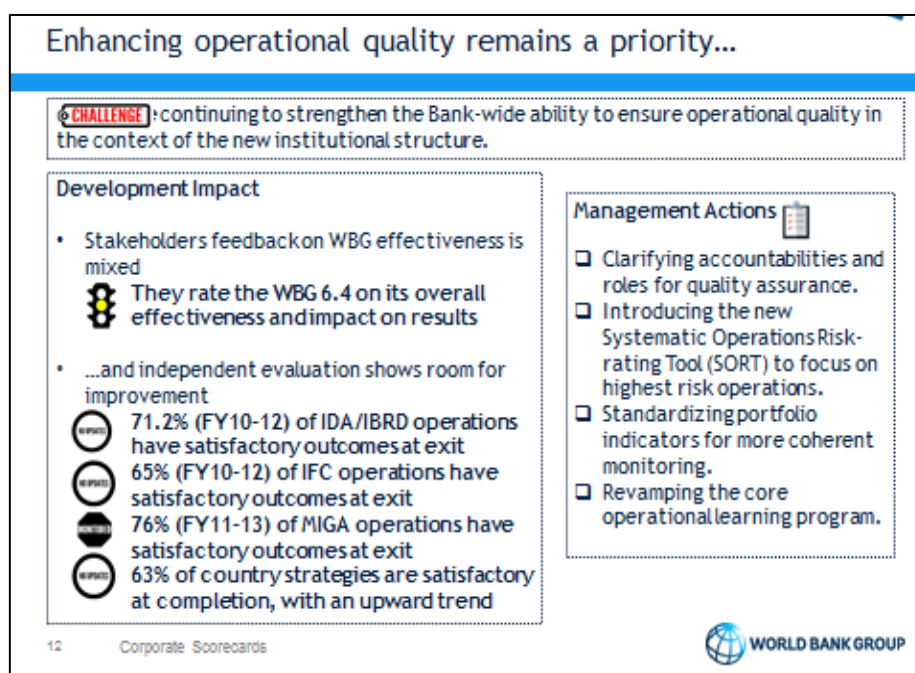 Enhancing operational quality remains a priority...
CHALLENGE : continuing to strengthen the Bank-wide ability to ensure operational quality in
the context of the new institutional structure.
Development Impact
• Stakeholders feedback on WBG effectiveness is
mixed
They rate the WBG 6.4 on its overall
effectiveness and impact on results
• ...and independent evaluation shows room for
improvement
NO UPDATES
71.2% (FY10-12) of IDA/IBRD operations
have satisfactory outcomes at exit
NO UPDATES
65% (FY10-12) of IFC operations have
satisfactory outcomes at exit
MONITORED
76% (FY11-13) of MIGA operations have
satisfactory outcomes at exit
NO UPDATES
63% of country strategies are satisfactory
at completion, with an upward trend
Management Actions
❑ Clarifying accountabilities and
roles for quality assurance.
❑ Introducing the new
Systematic Operations Risk-
rating Tool (SORT) to focus on
highest risk operations.
❑ Standardizing portfolio
indicators for more coherent
monitoring.
❑ Revamping the core
operational learning program.
12 Corporate Scorecards
WORLD BANK GROUP